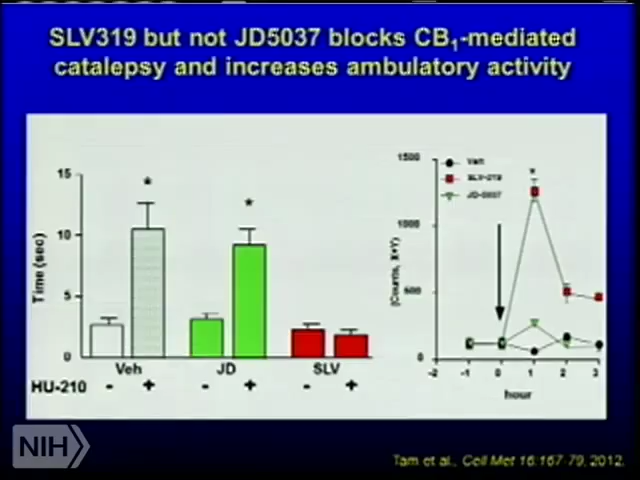 SLV319 but not JD5037 blocks CB1-mediated
catalepsy and increases ambulatory activity
Time (sec)
15
10
5
0
Veh
JD
SLV
HU-210
- + - + - +
*
*
(Counts, X+Y)
1500
1000
500
0
-2 -1 0 1 2 3
hour
Veh
SLV-319
JD-5037
*
NIH
Tam et al., Cell Met 16:167-79, 2012.